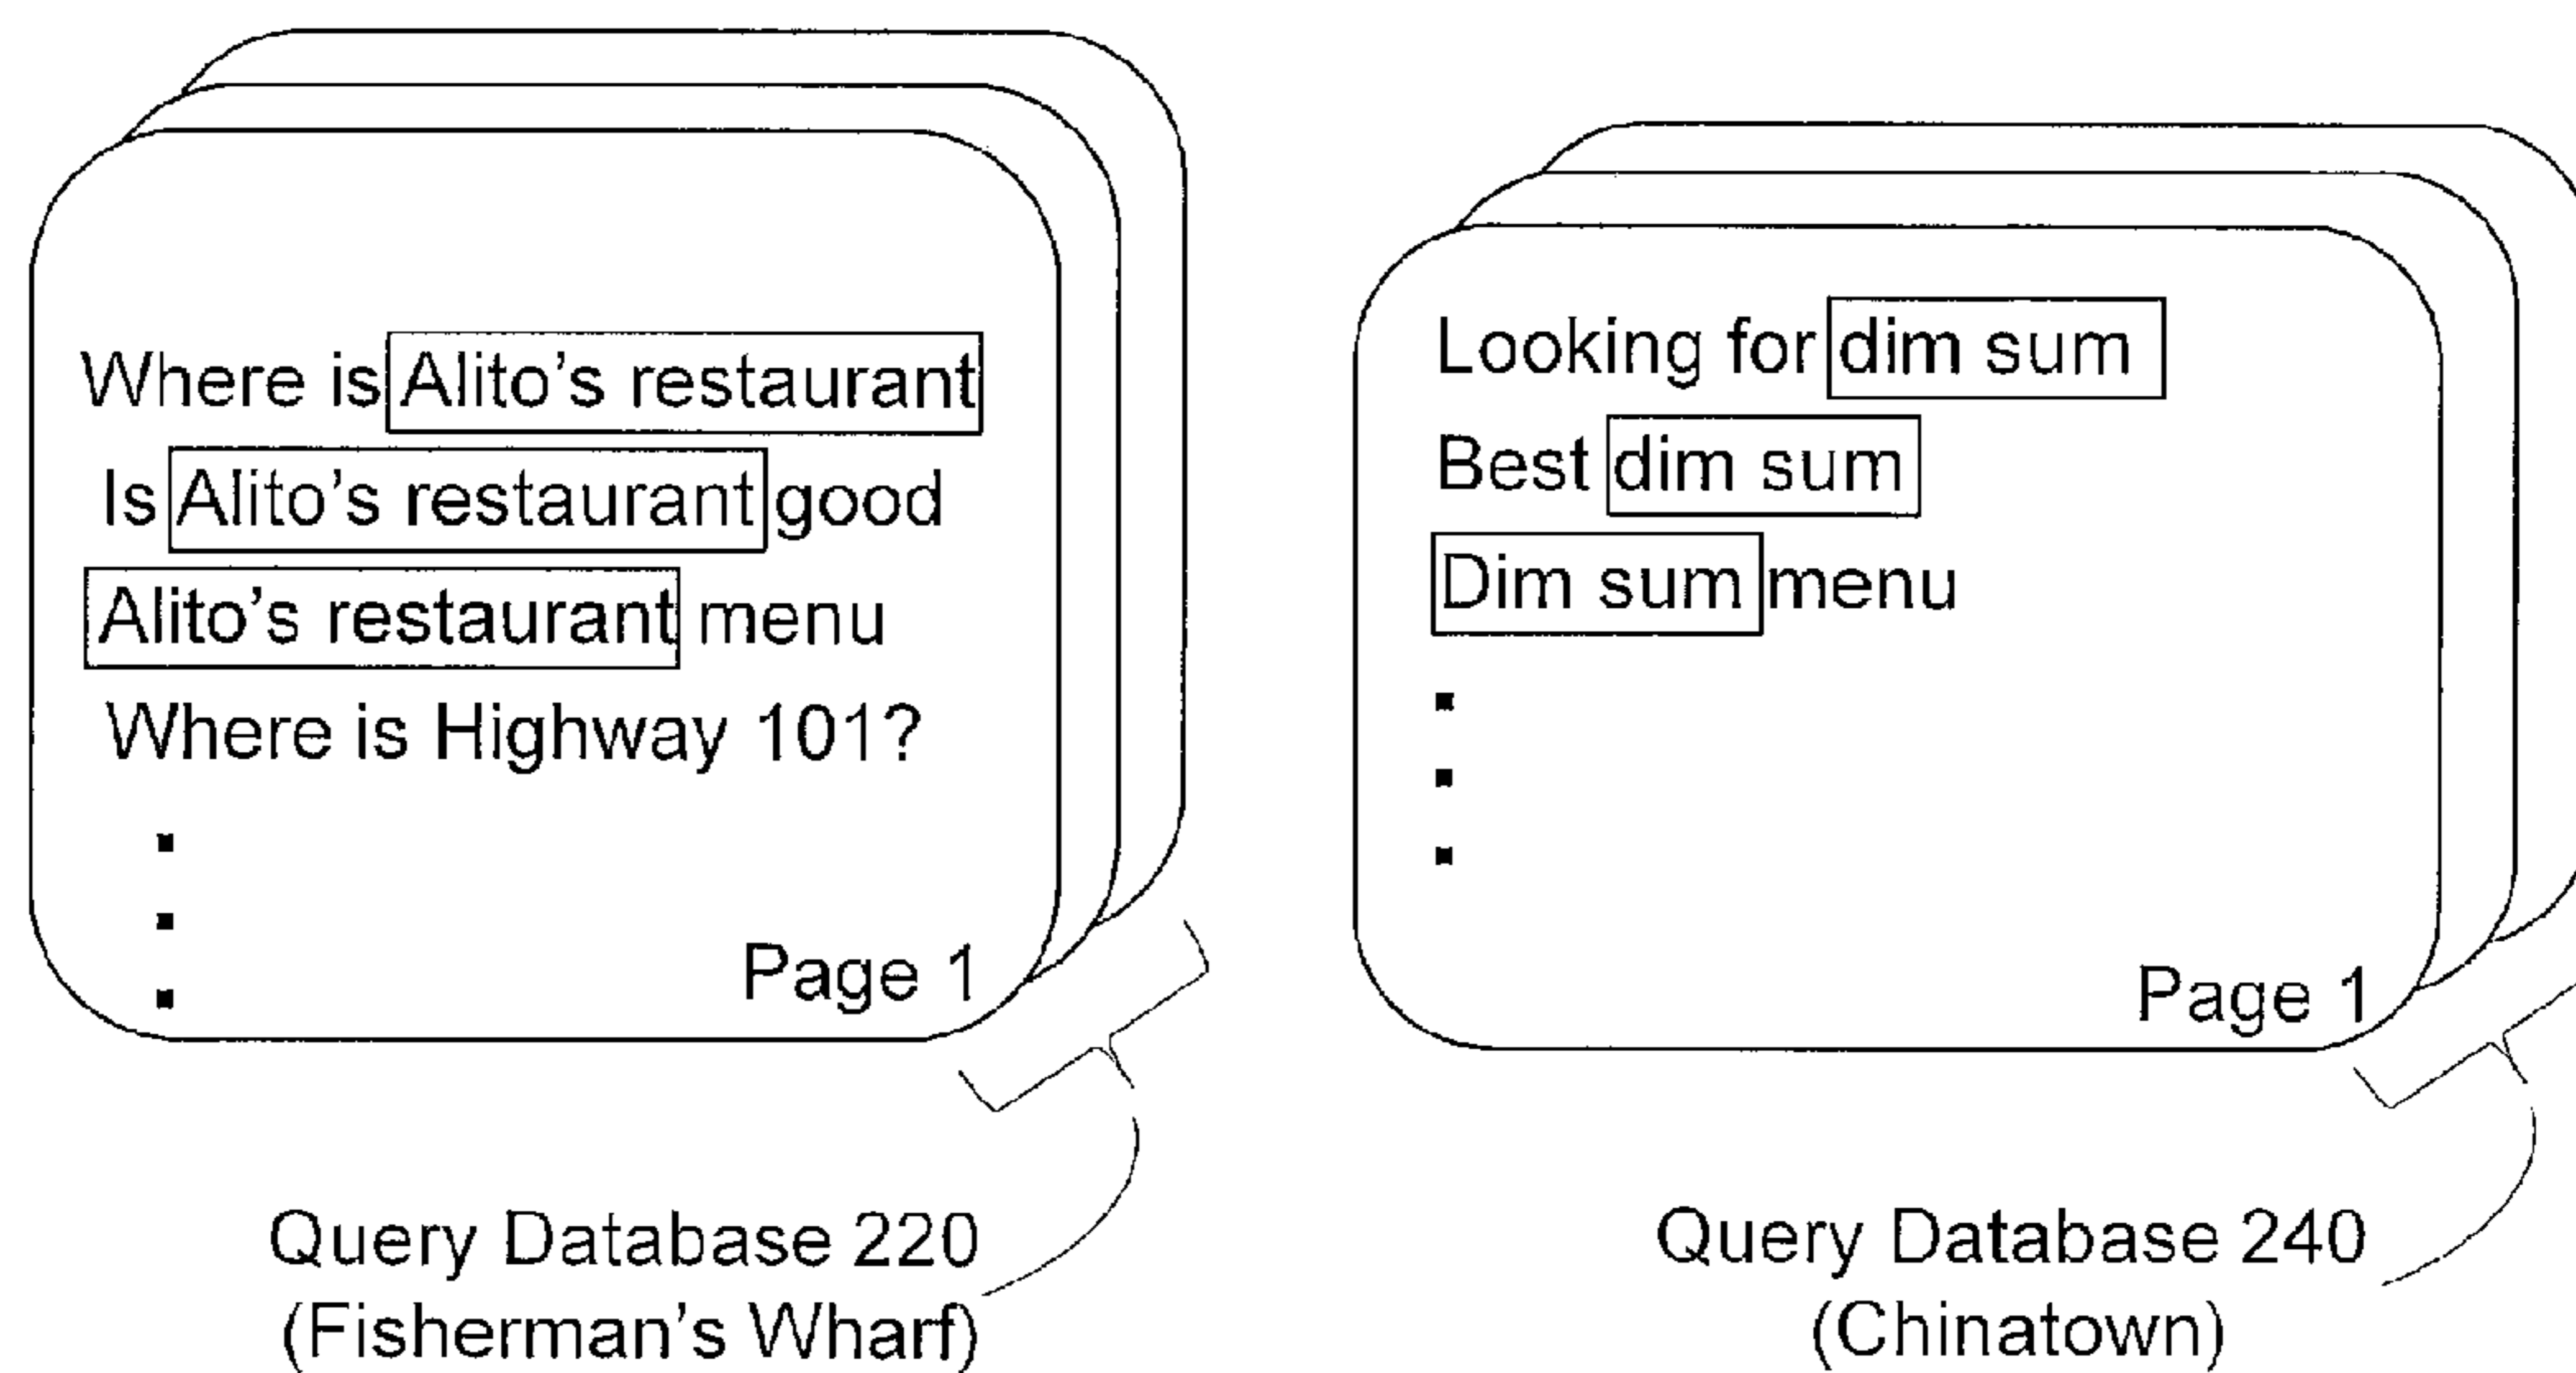 Where is Alito's restaurant
Is Alito's restaurant good
Alito's restaurant menu
Where is Highway 101?
Page 1
Query Database 220
(Fisherman's Wharf)
Looking for dim sum
Best dim sum
Dim sum menu
Page 1
Query Database 240
(Chinatown)